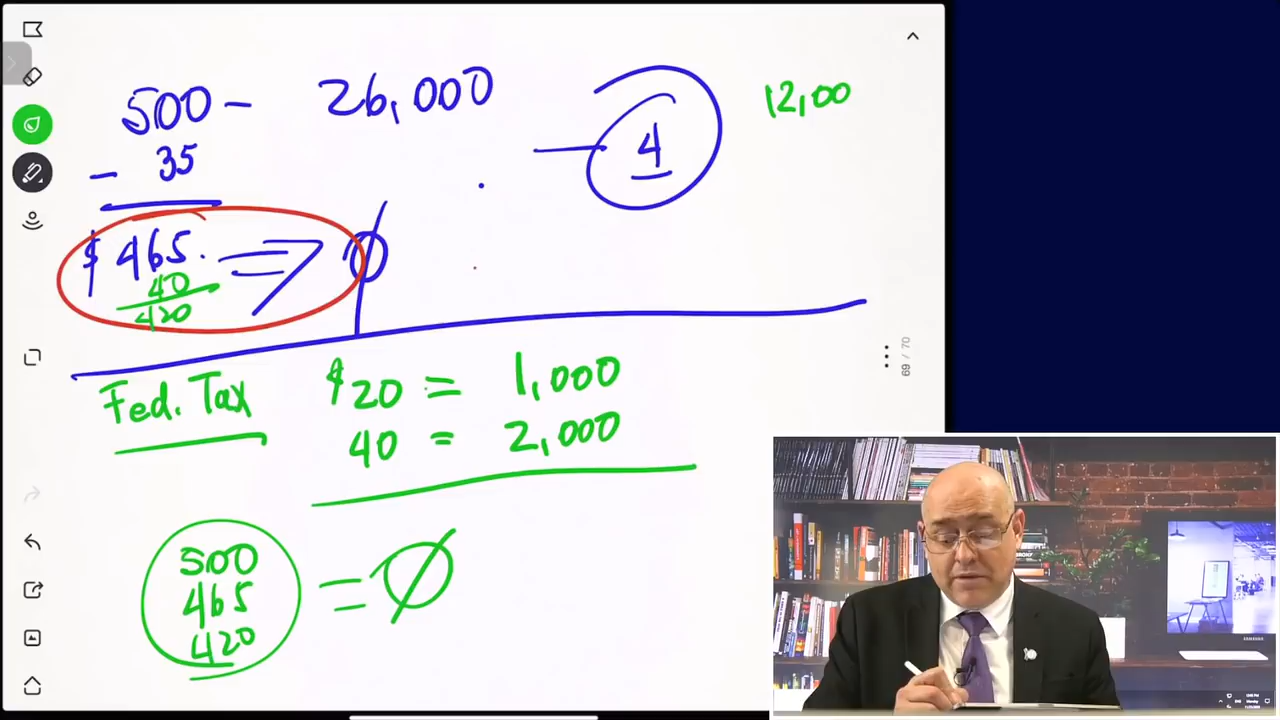 500 – 26,000
– 35
4
12,00
$ 465. => Ø
40
420
Fed. Tax
$20 = 1,000
40 = 2,000
69 / 70
500
465
420
= Ø